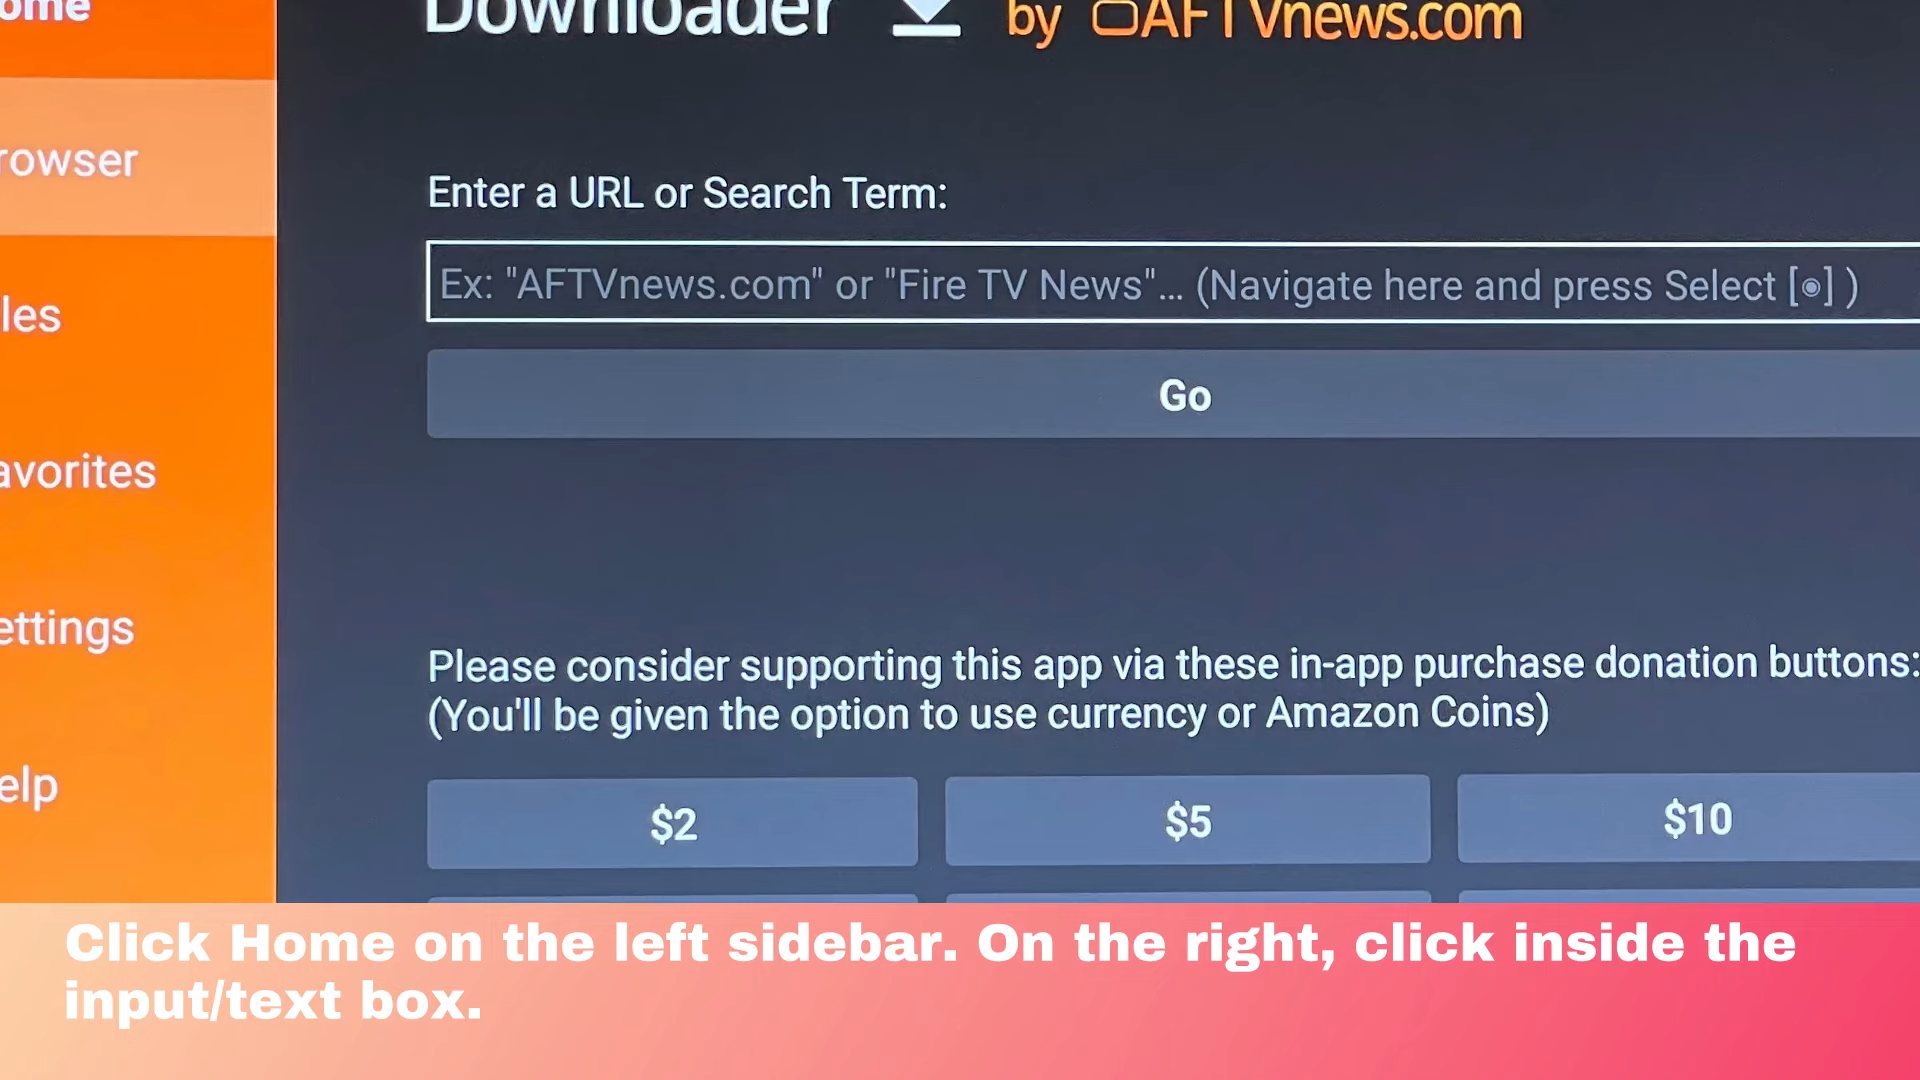 ome
Downloader by AFTVnews.com
rowser
Enter a URL or Search Term:
Ex: "AFTVnews.com" or "Fire TV News"... (Navigate here and press Select [◉] )
les
Go
avorites
ettings
Please consider supporting this app via these in-app purchase donation buttons:
(You'll be given the option to use currency or Amazon Coins)
elp
$2 $5 $10
Click Home on the left sidebar. On the right, click inside the
input/text box.